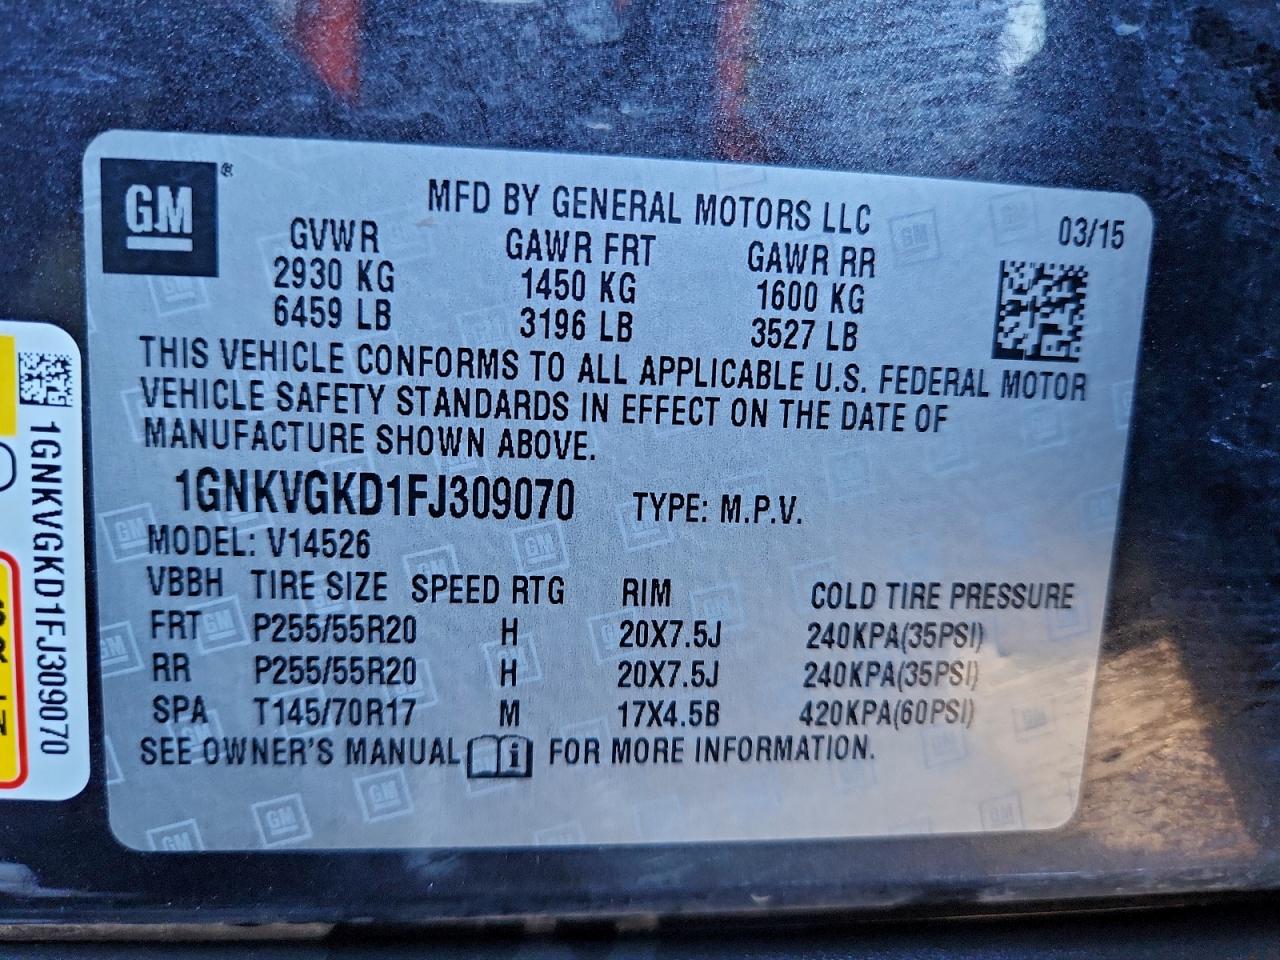 GM
MFD BY GENERAL MOTORS LLC
03/15
GVWR GAWR FRT GAWR RR
2930 KG 1450 KG 1600 KG
6459 LB 3196 LB 3527 LB
THIS VEHICLE CONFORMS TO ALL APPLICABLE U.S. FEDERAL MOTOR
VEHICLE SAFETY STANDARDS IN EFFECT ON THE DATE OF
MANUFACTURE SHOWN ABOVE.
1GNKVGKD1FJ309070 TYPE: M.P.V.
MODEL: V14526
VBBH TIRE SIZE SPEED RTG RIM COLD TIRE PRESSURE
FRT P255/55R20 H 20X7.5J 240KPA(35PSI)
RR P255/55R20 H 20X7.5J 240KPA(35PSI)
SPA T145/70R17 M 17X4.5B 420KPA(60PSI)
SEE OWNER'S MANUAL i FOR MORE INFORMATION.
1GNKVGKD1FJ309070